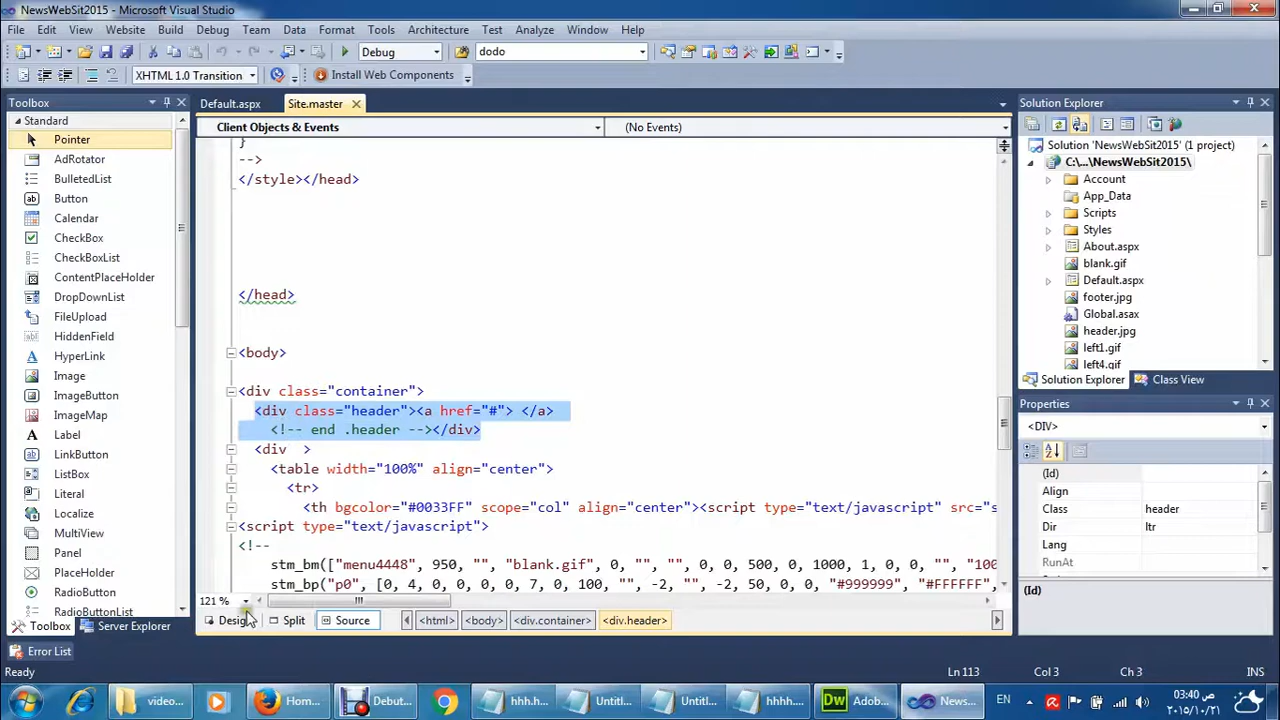 NewsWebSit2015 - Microsoft Visual Studio
File Edit View Website Build Debug Team Data Format Tools Architecture Test Analyze Window Help
Debug dodo
XHTML 1.0 Transition Install Web Components
Toolbox
Standard
Pointer
AdRotator
BulletedList
Button
Calendar
CheckBox
CheckBoxList
ContentPlaceHolder
DropDownList
FileUpload
HiddenField
HyperLink
Image
ImageButton
ImageMap
Label
LinkButton
ListBox
Literal
Localize
MultiView
Panel
PlaceHolder
RadioButton
RadioButtonList
Toolbox Server Explorer
Error List
Default.aspx Site.master
Client Objects & Events (No Events)
}
-->
</style></head>
</head>
<body>
<div class="container">
<div class="header"><a href="#"> </a>
<!-- end .header --></div>
<div >
<table width="100%" align="center">
<tr>
<th bgcolor="#0033FF" scope="col" align="center"><script type="text/javascript" src="s
<script type="text/javascript">
<!--
stm_bm(["menu4448", 950, "", "blank.gif", 0, "", "", 0, 0, 500, 0, 1000, 1, 0, 0, "", "100
stm_bp("p0", [0, 4, 0, 0, 0, 0, 7, 0, 100, "", -2, "", -2, 50, 0, 0, "#999999", "#FFFFFF",
121 %
Design Split Source <html> <body> <div.container> <div.header>
Solution Explorer
Solution 'NewsWebSit2015' (1 project)
C:\...\NewsWebSit2015\
Account
App_Data
Scripts
Styles
About.aspx
blank.gif
Default.aspx
footer.jpg
Global.asax
header.jpg
left1.gif
left4.gif
Solution Explorer Class View
Properties
<DIV>
(Id)
Align
Class header
Dir ltr
Lang
RunAt
(Id)
Ready Ln 113 Col 3 Ch 3 INS
video... Hom... Debut... hhh.h... Untitl... Untitl... hhhh.... Dw Adob... News... EN 03:40 ص
٢٠١٥/١٠/٢١